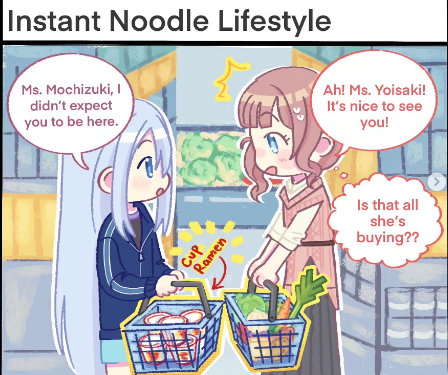 Instant Noodle Lifestyle
Ms. Mochizuki, I
didn't expect
you to be here.
Ah! Ms. Yoisaki!
It's nice to see
you!
Is that all
she's
buying??
Cup
Ramen